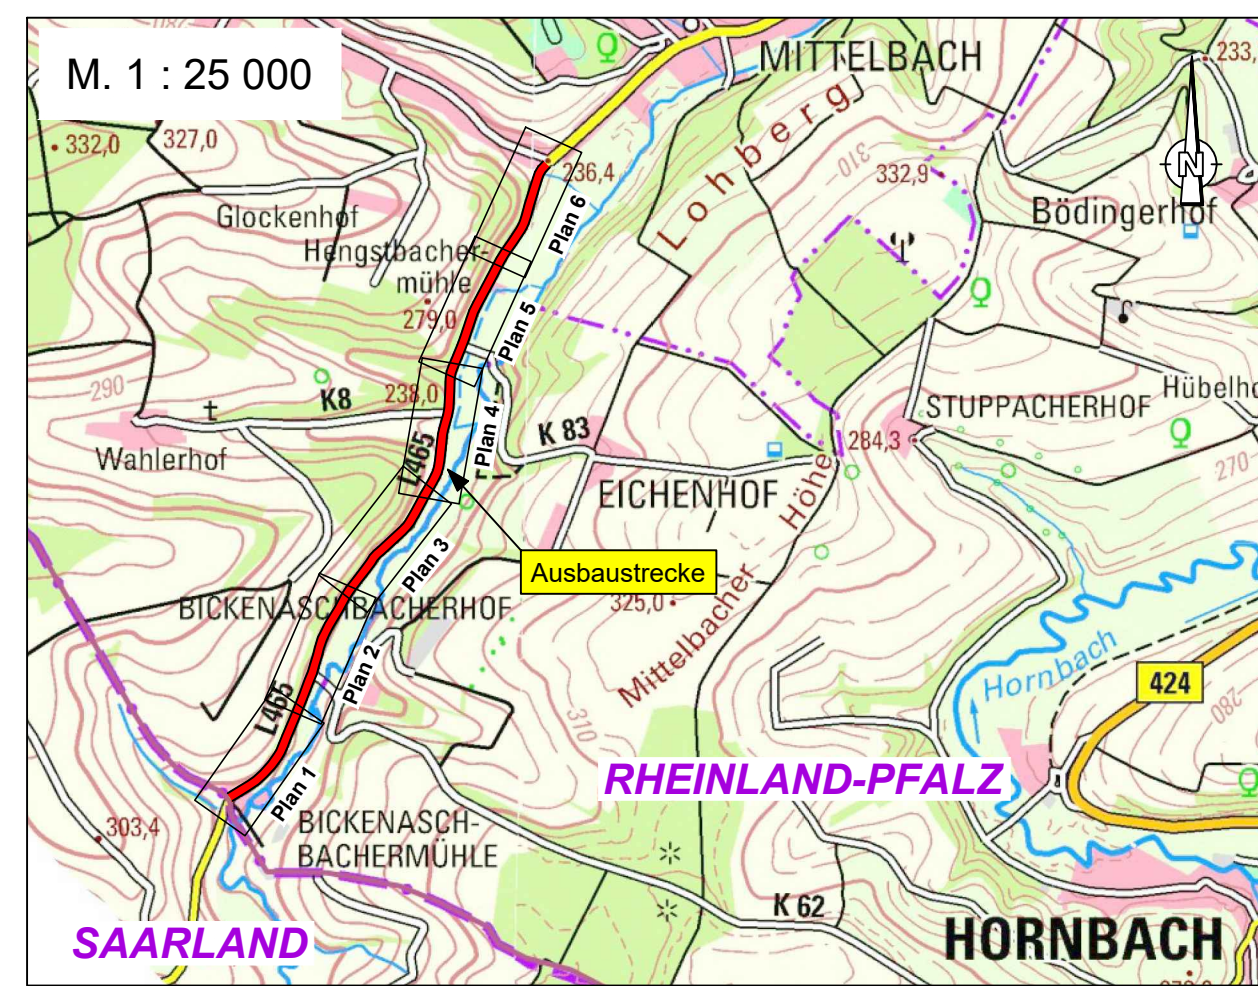 M. 1 : 25 000
MITTELBACH
233,
332,0
327,0
Lohberg
310
332,9
N
236,4
Plan 6
Glockenhof
Bödingerhof
Hengstbacher-
mühle
279,0
Plan 5
290
K8
238,0
Plan 4
K 83
STUPPACHERHOF
Hübelho
284,3
270
Wahlerhof
L465
EICHENHOF
Ausbaustrecke
Plan 3
Mittelbacher Höhe
325,0
BICKENASCHBACHERHOF
Hornbach
424
280
L465
Plan 2
310
RHEINLAND-PFALZ
Plan 1
303,4
BICKENASCH-
BACHERMÜHLE
K 62
SAARLAND
HORNBACH